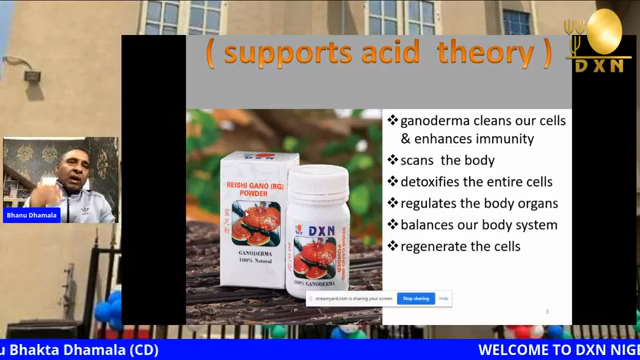 ( supports acid theory )
DXN
❖ganoderma cleans our cells
& enhances immunity
❖scans the body
❖detoxifies the entire cells
❖regulates the body organs
❖balances our body system
❖regenerate the cells
REISHI GANO (RG)
POWDER
GANODERMA
100% Natural
DXN
100% GANODERMA
Bhanu Dhamala
streamyard.com is sharing your screen.
Stop sharing
Hide
3
u Bhakta Dhamala (CD)
WELCOME TO DXN NIG